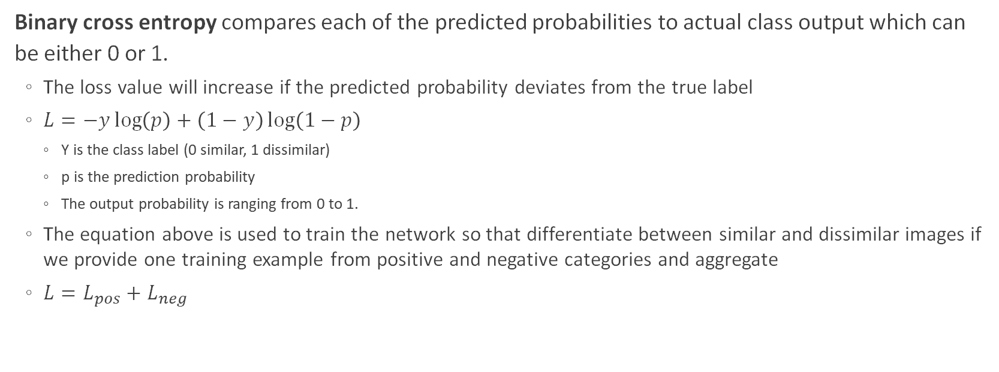 Binary cross entropy compares each of the predicted probabilities to actual class output which can
be either 0 or 1.
◦ The loss value will increase if the predicted probability deviates from the true label
◦ L = −y log(p) + (1 − y) log(1 − p)
◦ Y is the class label (0 similar, 1 dissimilar)
◦ p is the prediction probability
◦ The output probability is ranging from 0 to 1.
◦ The equation above is used to train the network so that differentiate between similar and dissimilar images if
we provide one training example from positive and negative categories and aggregate
◦ L = L_pos + L_neg